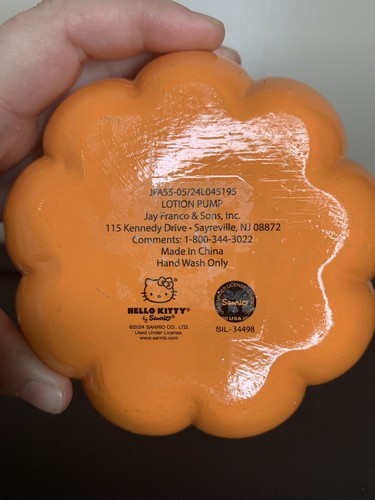 JFA55-05/24L045195
LOTION PUMP
Jay Franco & Sons, Inc.
115 Kennedy Drive • Sayreville, NJ 08872
Comments: 1-800-344-3022
Made In China
Hand Wash Only
HELLO KITTY®
by Sanrio®
©2024 SANRIO CO., LTD.
Used Under License.
www.sanrio.com
Sanrio
USA
SIL-34498